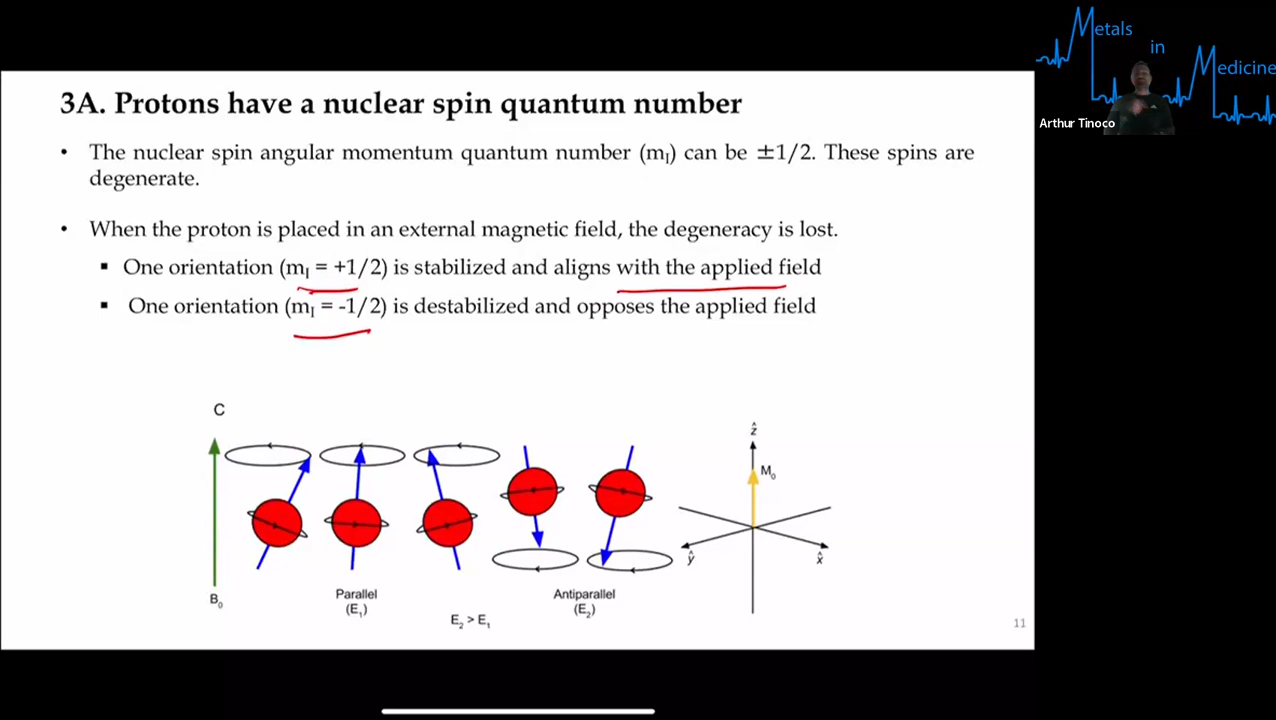 3A. Protons have a nuclear spin quantum number
• The nuclear spin angular momentum quantum number (mI) can be ±1/2. These spins are
degenerate.
• When the proton is placed in an external magnetic field, the degeneracy is lost.
▪ One orientation (mI = +1/2) is stabilized and aligns with the applied field
▪ One orientation (mI = -1/2) is destabilized and opposes the applied field
C
B0
Parallel
(E1)
E2 > E1
Antiparallel
(E2)
ẑ
M0
ŷ
x̂
11
Metals
in
Medicine
Arthur Tinoco